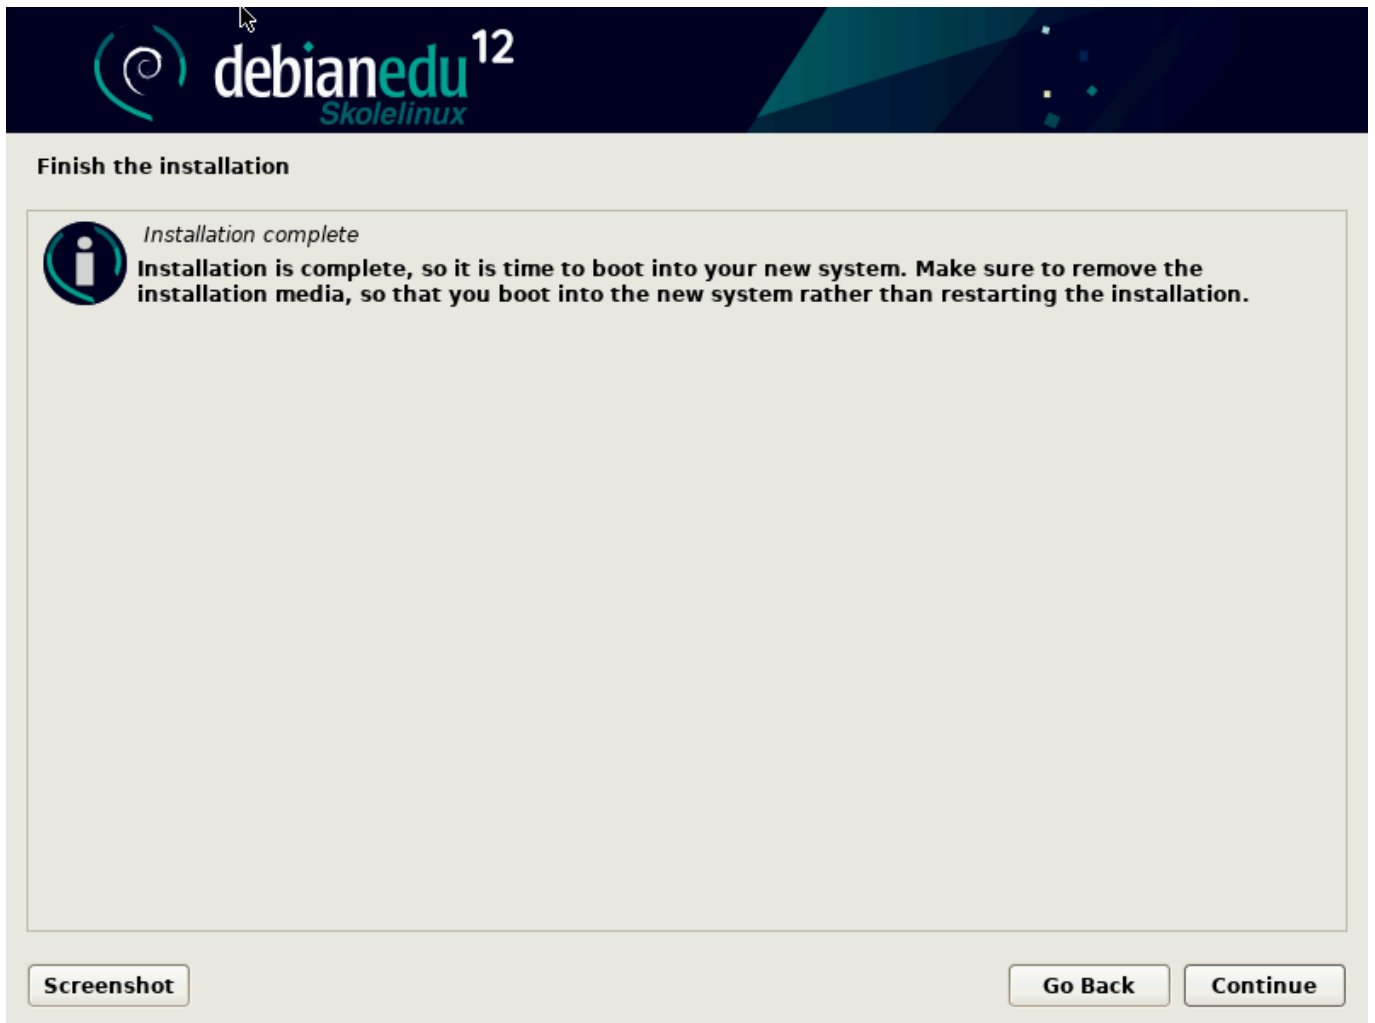 debianedu 12
Skolelinux
Finish the installation
Installation complete
Installation is complete, so it is time to boot into your new system. Make sure to remove the
installation media, so that you boot into the new system rather than restarting the installation.
Screenshot
Go Back
Continue